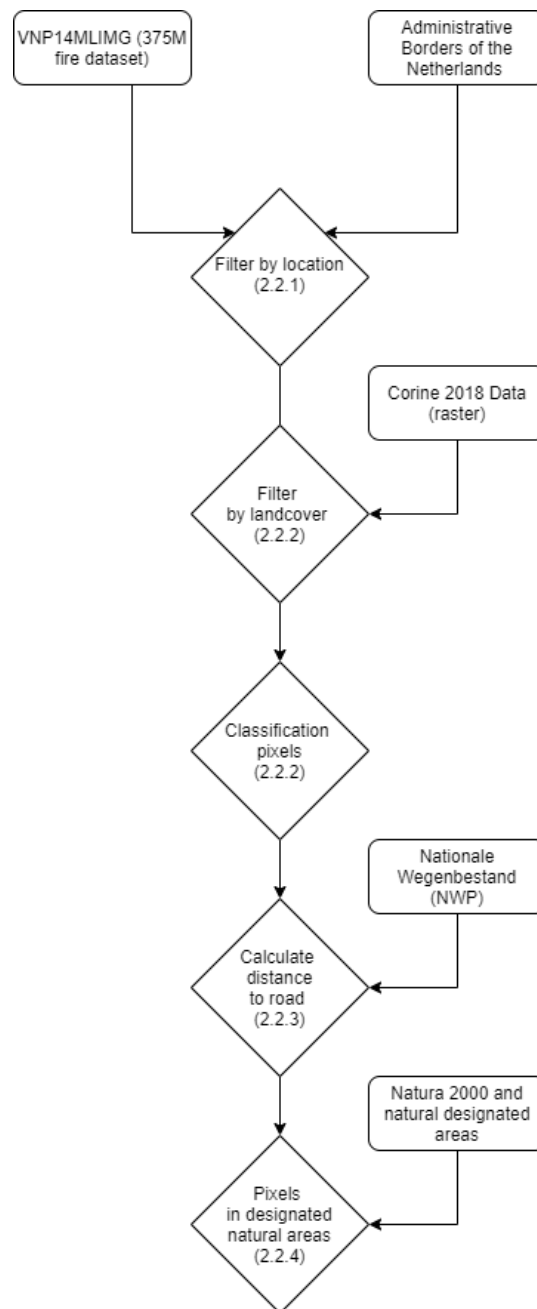 VNP14MLIMG (375M
fire dataset)
Administrative
Borders of the
Netherlands
Filter by location
(2.2.1)
Corine 2018 Data
(raster)
Filter
by landcover
(2.2.2)
Classification
pixels
(2.2.2)
Nationale
Wegenbestand
(NWP)
Calculate
distance
to road
(2.2.3)
Natura 2000 and
natural designated
areas
Pixels
in designated
natural areas
(2.2.4)